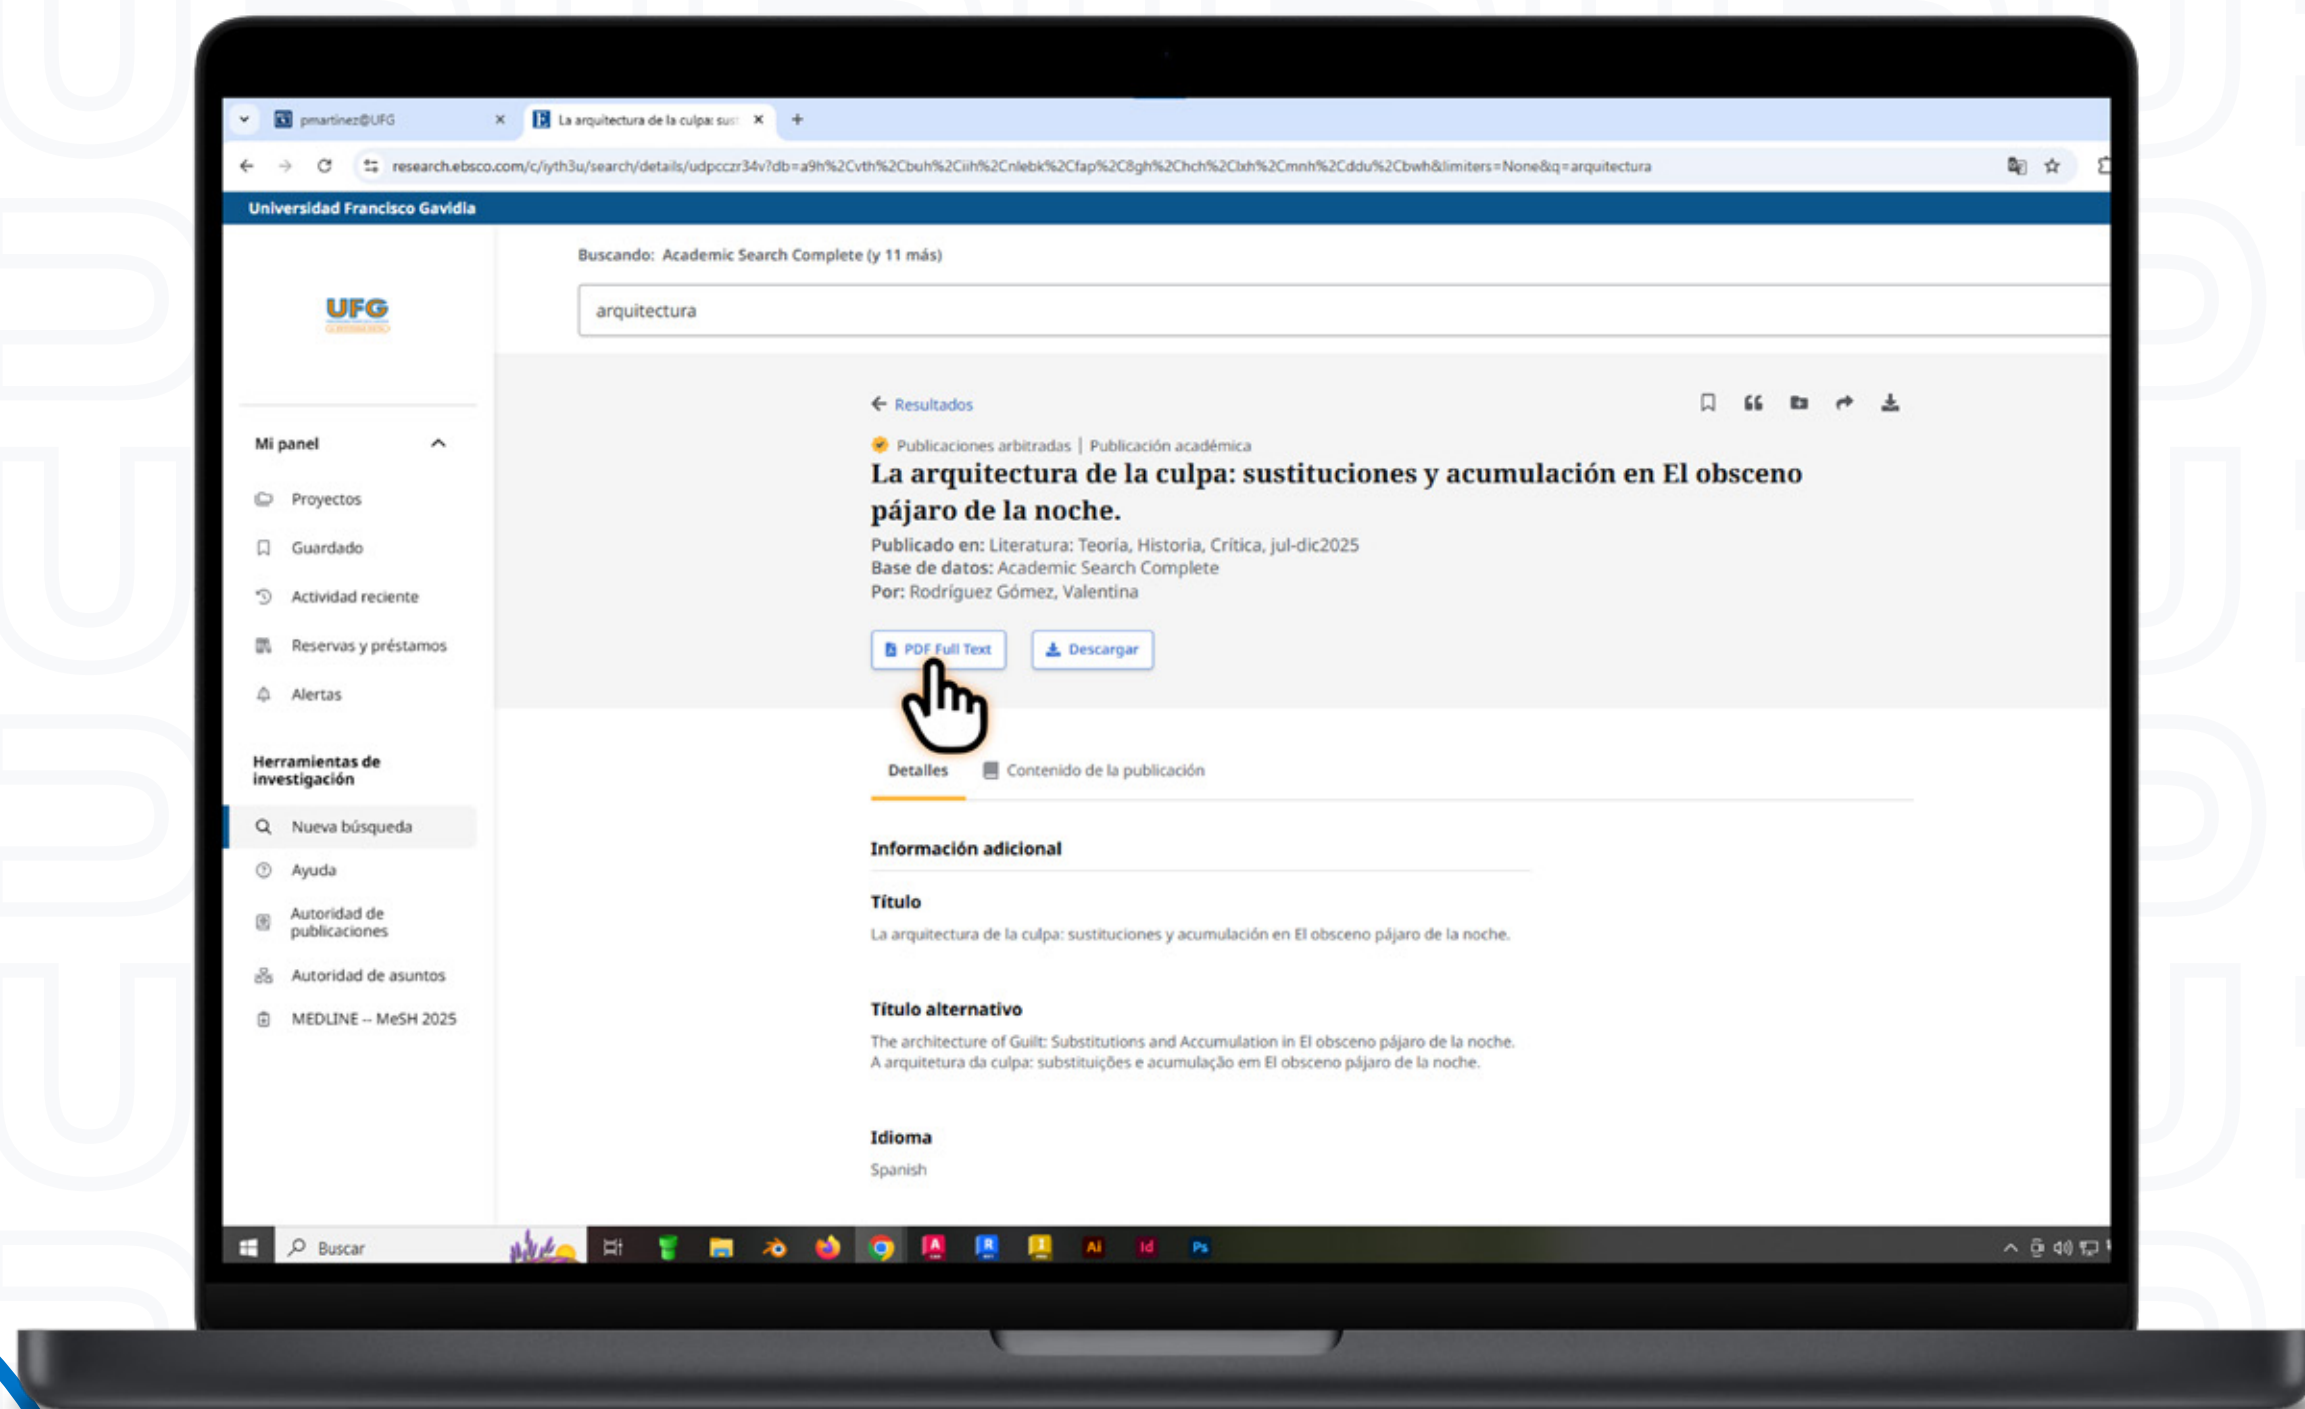 pmartinez@UFG
La arquitectura de la culpa: sus
research.ebsco.com/c/iyth3u/search/details/udpcczr34v?db=a9h%2Cvth%2Cbuh%2Ciih%2Cnlebk%2Cfap%2C8gh%2Chch%2Clxh%2Cmnh%2Cddu%2Cbwh&limiters=None&q=arquitectura
Universidad Francisco Gavidia
Buscando: Academic Search Complete (y 11 más)
UFG
arquitectura
Resultados
Mi panel
Proyectos
Guardado
Actividad reciente
Reservas y préstamos
Alertas
Herramientas de
investigación
Nueva búsqueda
Ayuda
Autoridad de
publicaciones
Autoridad de asuntos
MEDLINE -- MeSH 2025
Publicaciones arbitradas | Publicación académica
La arquitectura de la culpa: sustituciones y acumulación en El obsceno
pájaro de la noche.
Publicado en: Literatura: Teoría, Historia, Crítica, jul-dic2025
Base de datos: Academic Search Complete
Por: Rodríguez Gómez, Valentina
PDF Full Text
Descargar
Detalles
Contenido de la publicación
Información adicional
Título
La arquitectura de la culpa: sustituciones y acumulación en El obsceno pájaro de la noche.
Título alternativo
The architecture of Guilt: Substitutions and Accumulation in El obsceno pájaro de la noche.
A arquitetura da culpa: substituições e acumulação em El obsceno pájaro de la noche.
Idioma
Spanish
Buscar
A
R
I
Ai
Id
Ps